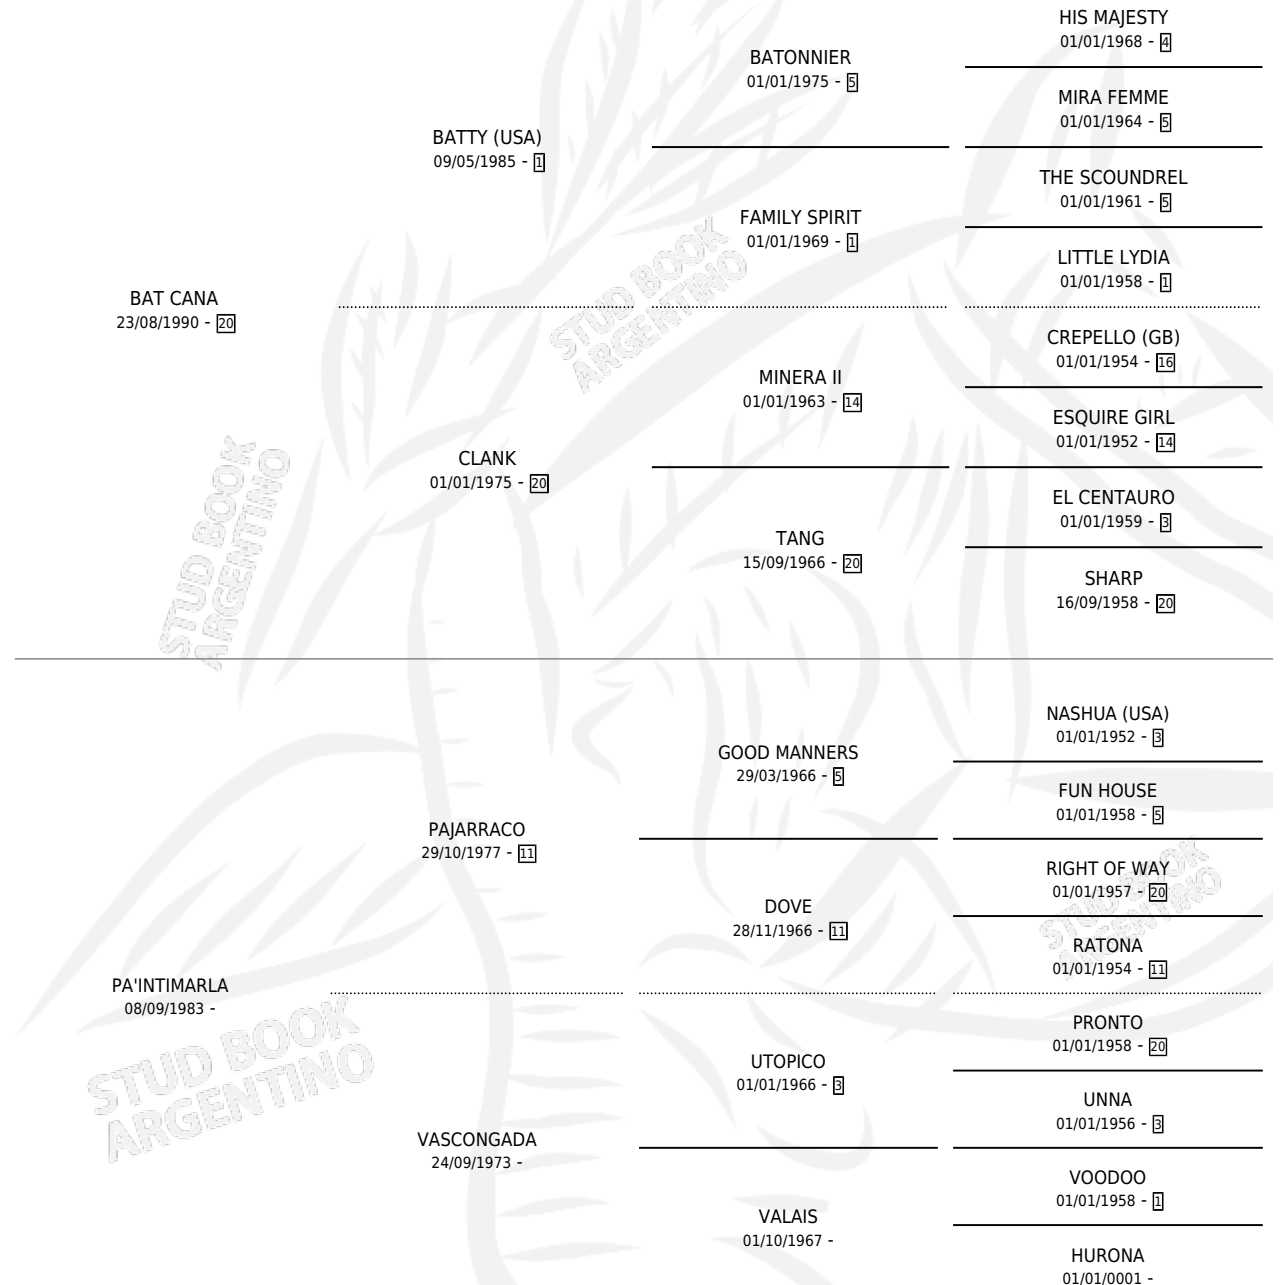 HIS MAJESTY
01/01/1968 - 4
BATONNIER
01/01/1975 - 5
MIRA FEMME
01/01/1964 - 5
BATTY (USA)
09/05/1985 - 1
THE SCOUNDREL
01/01/1961 - 5
FAMILY SPIRIT
01/01/1969 - 1
LITTLE LYDIA
01/01/1958 - 1
BAT CANA
23/08/1990 - 20
STUD BOOK
ARGENTINO
CREPELLO (GB)
01/01/1954 - 16
MINERA II
01/01/1963 - 14
ESQUIRE GIRL
01/01/1952 - 14
CLANK
01/01/1975 - 20
EL CENTAURO
01/01/1959 - 3
TANG
15/09/1966 - 20
SHARP
16/09/1958 - 20
STUD BOOK
ARGENTINO
NASHUA (USA)
01/01/1952 - 3
GOOD MANNERS
29/03/1966 - 5
FUN HOUSE
01/01/1958 - 5
PAJARRACO
29/10/1977 - 11
RIGHT OF WAY
01/01/1957 - 20
DOVE
28/11/1966 - 11
RATONA
01/01/1954 - 11
STUD BOOK
ARGENTINO
PA'INTIMARLA
08/09/1983 -
PRONTO
01/01/1958 - 20
UTOPICO
01/01/1966 - 3
UNNA
01/01/1956 - 3
STUD BOOK
ARGENTINO
VASCONGADA
24/09/1973 -
VOODOO
01/01/1958 - 1
VALAIS
01/10/1967 -
HURONA
01/01/0001 -